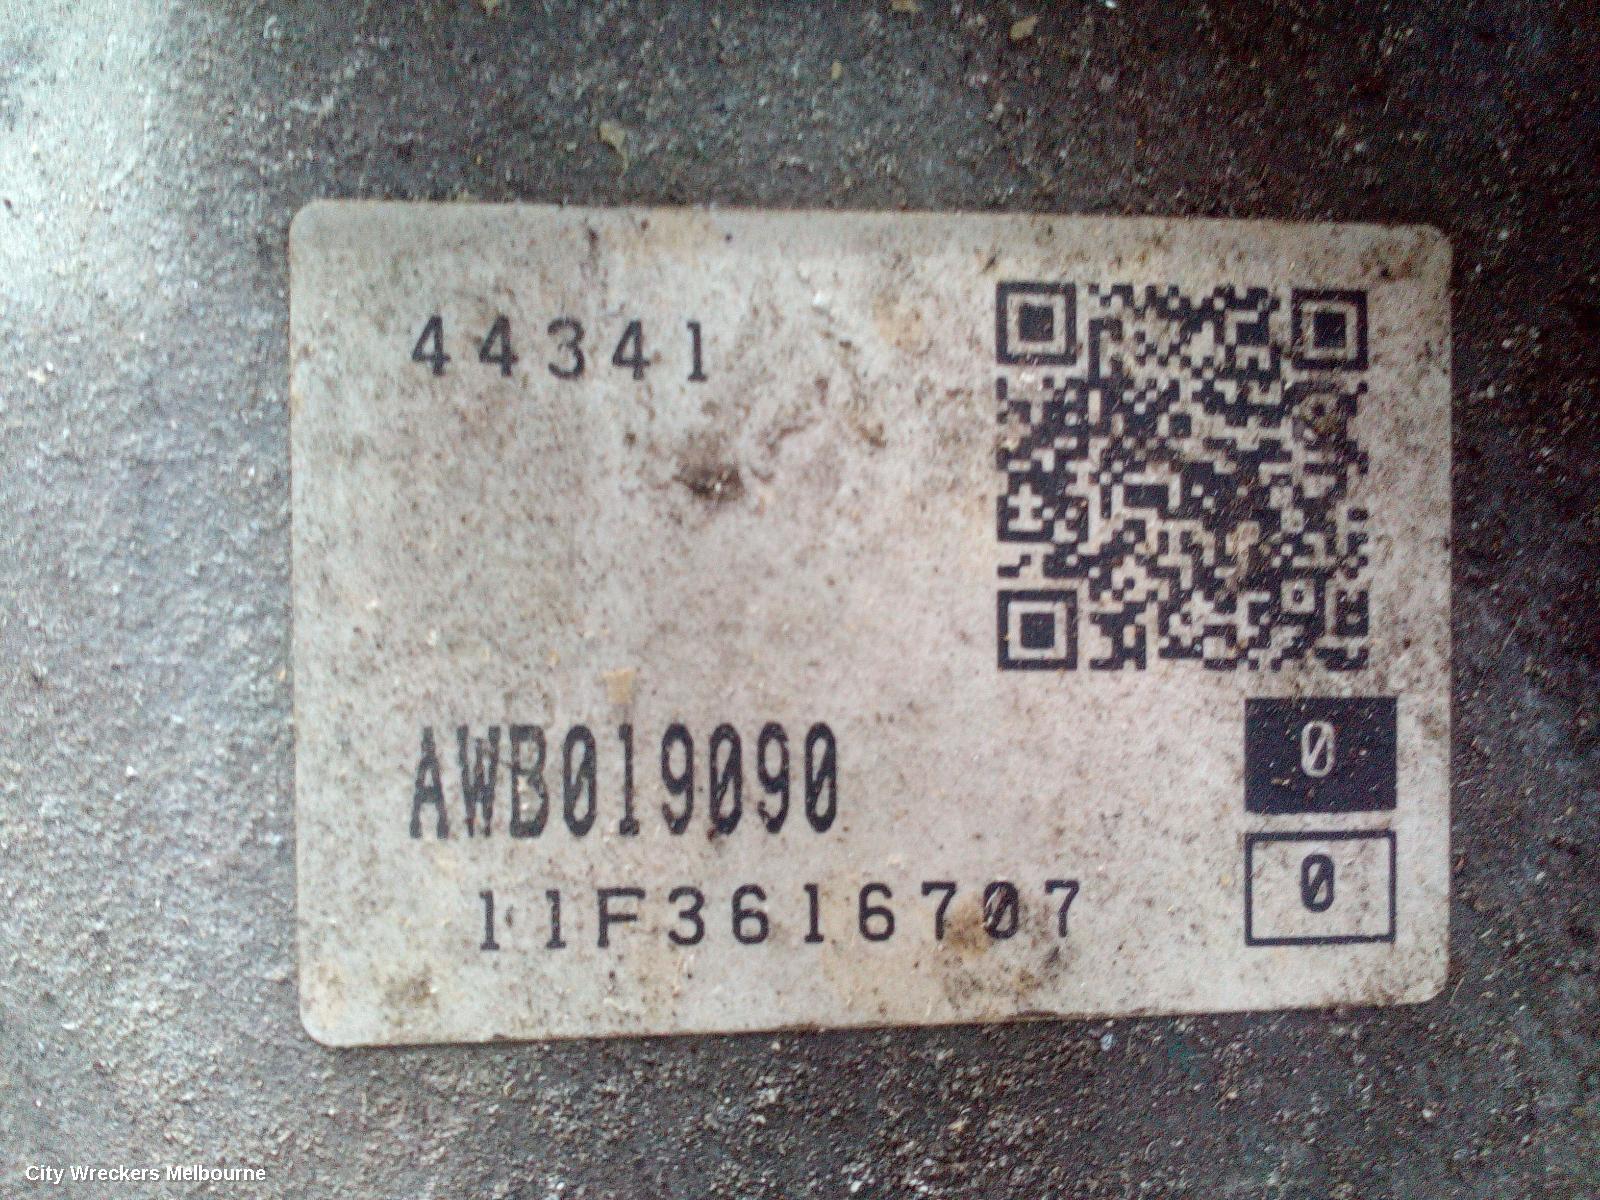 44341
AWB019090
0
0
11F3616707
City Wreckers Melbourne